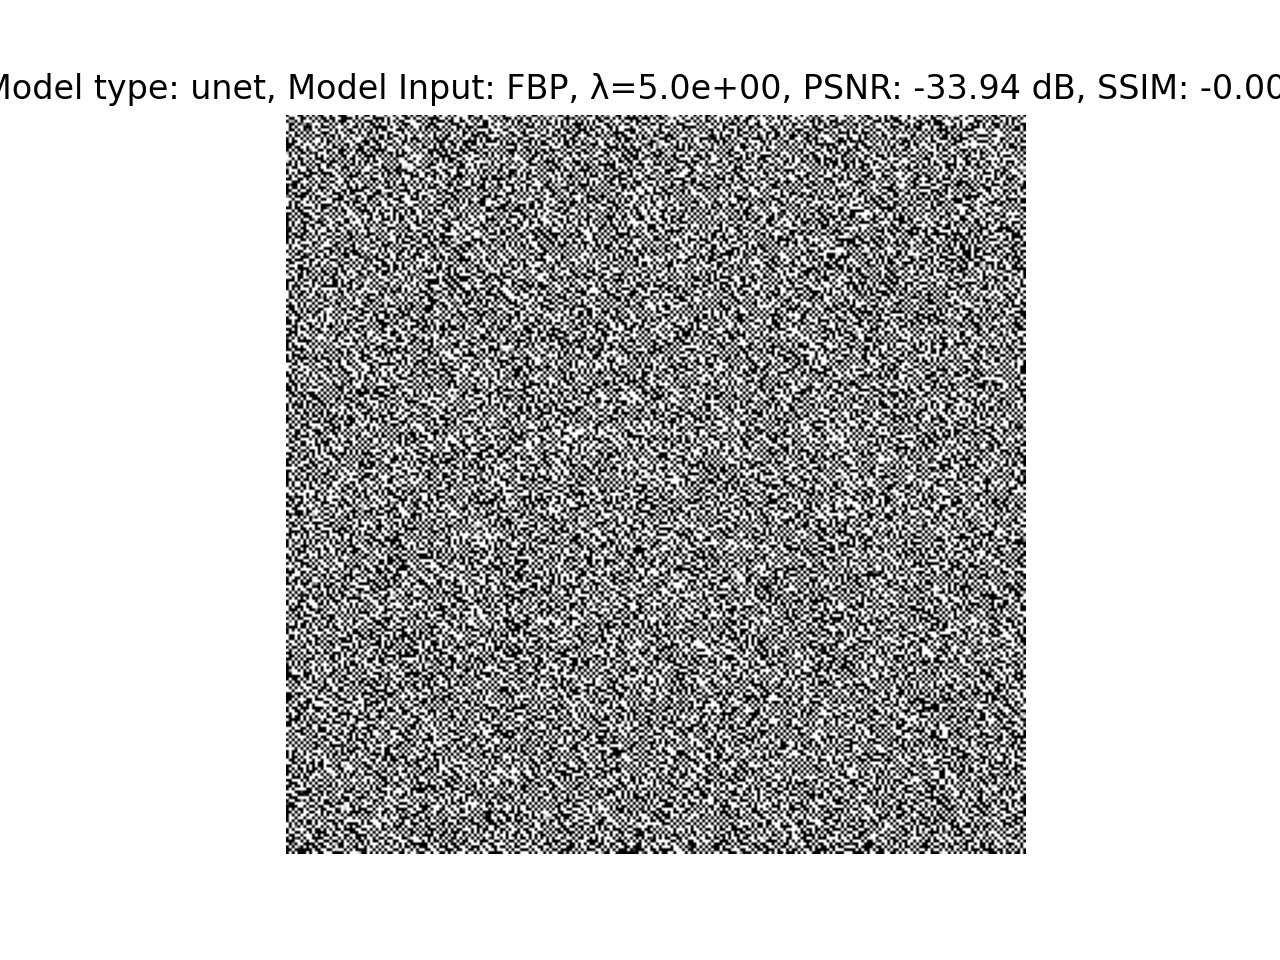 Model type: unet, Model Input: FBP, λ=5.0e+00, PSNR: -33.94 dB, SSIM: -0.00